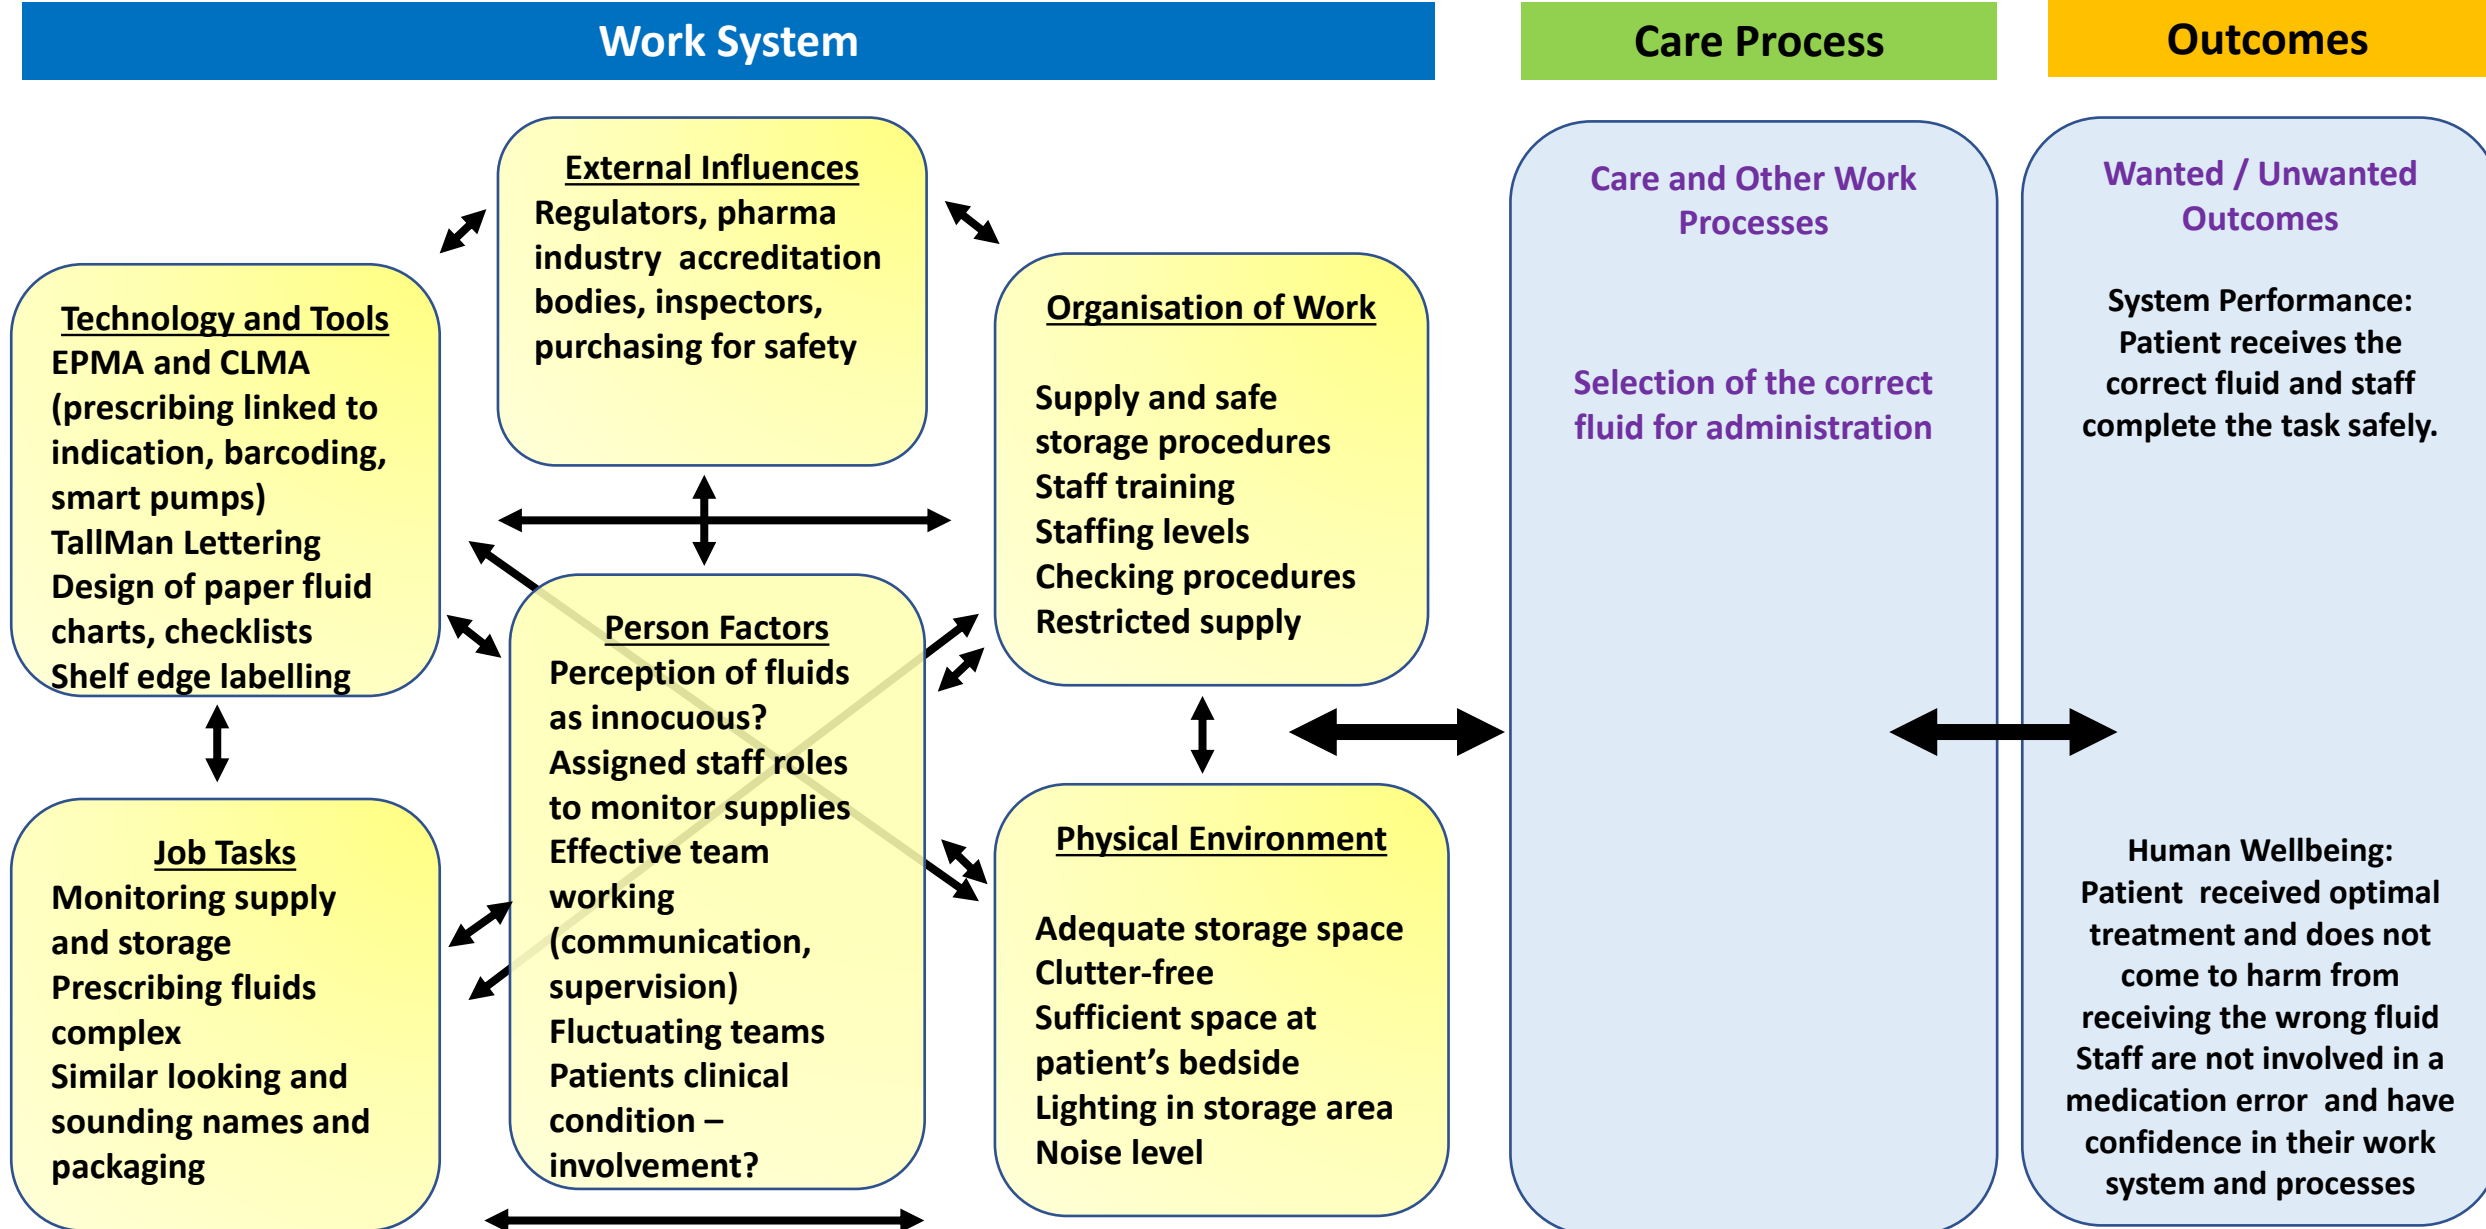 Work System
Care Process
Outcomes
External Influences
Regulators, pharma
industry accreditation
bodies, inspectors,
purchasing for safety
Technology and Tools
EPMA and CLMA
(prescribing linked to
indication, barcoding,
smart pumps)
TallMan Lettering
Design of paper fluid
charts, checklists
Shelf edge labelling
Organisation of Work
Supply and safe
storage procedures
Staff training
Staffing levels
Checking procedures
Restricted supply
Person Factors
Perception of fluids
as innocuous?
Assigned staff roles
to monitor supplies
Effective team
working
(communication,
supervision)
Fluctuating teams
Patients clinical
condition –
involvement?
Job Tasks
Monitoring supply
and storage
Prescribing fluids
complex
Similar looking and
sounding names and
packaging
Physical Environment
Adequate storage space
Clutter-free
Sufficient space at
patient’s bedside
Lighting in storage area
Noise level
Care and Other Work
Processes
Selection of the correct
fluid for administration
Wanted / Unwanted
Outcomes
System Performance:
Patient receives the
correct fluid and staff
complete the task safely.
Human Wellbeing:
Patient received optimal
treatment and does not
come to harm from
receiving the wrong fluid
Staff are not involved in a
medication error and have
confidence in their work
system and processes